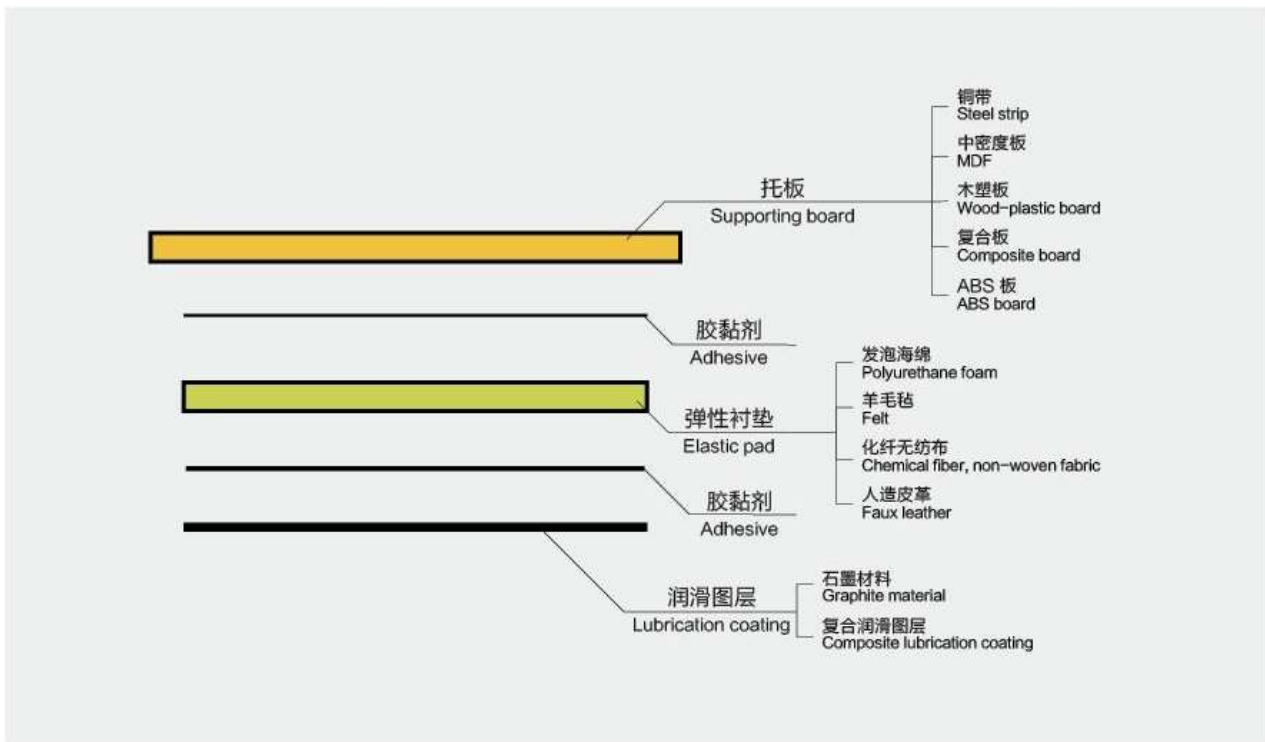 铜带
Steel strip
中密度板
MDF
托板
Supporting board
木塑板
Wood-plastic board
复合板
Composite board
ABS 板
ABS board
胶黏剂
Adhesive
发泡海绵
Polyurethane foam
羊毛毡
Felt
弹性衬垫
Elastic pad
化纤无纺布
Chemical fiber, non-woven fabric
人造皮革
Faux leather
胶黏剂
Adhesive
润滑图层
Lubrication coating
石墨材料
Graphite material
复合润滑图层
Composite lubrication coating